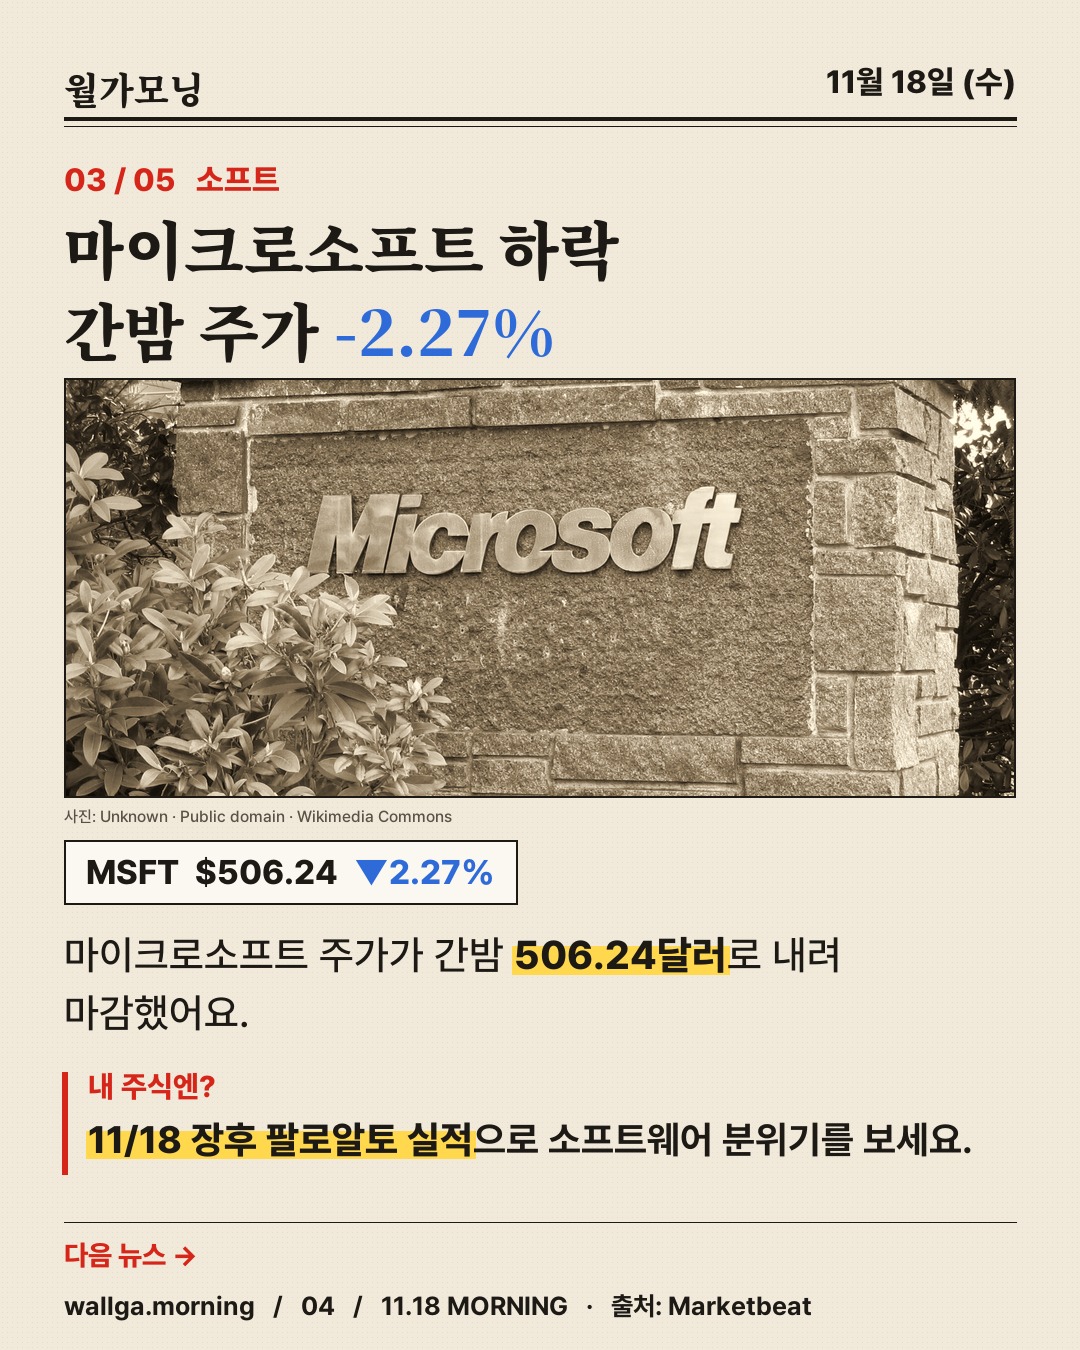 월가모닝
11월 18일 (수)
03 / 05 소프트
마이크로소프트 하락
간밤 주가 -2.27%
Microsoft
사진: Unknown · Public domain · Wikimedia Commons
MSFT $506.24 ▼2.27%
마이크로소프트 주가가 간밤 506.24달러로 내려
마감했어요.
내 주식엔?
11/18 장후 팔로알토 실적으로 소프트웨어 분위기를 보세요.
다음 뉴스 →
wallga.morning / 04 / 11.18 MORNING · 출처: Marketbeat